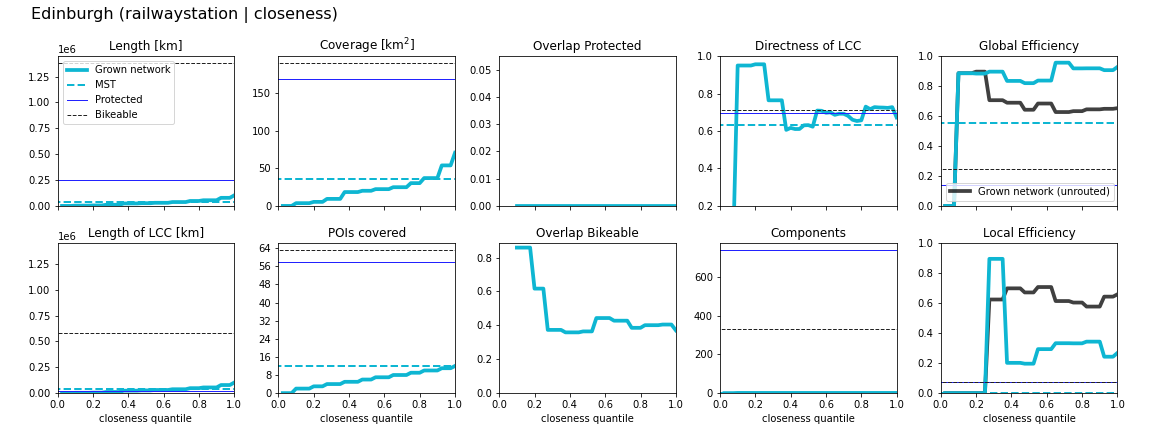 Edinburgh (railwaystation | closeness)
Length [km]
1e6
1.25
1.00
0.75
0.50
0.25
0.00
Grown network
MST
Protected
Bikeable
Coverage [km²]
150
100
50
0
Overlap Protected
0.05
0.04
0.03
0.02
0.01
0.00
Directness of LCC
1.0
0.8
0.6
0.4
0.2
Global Efficiency
1.0
0.8
0.6
0.4
0.2
0.0
Grown network (unrouted)
Length of LCC [km]
1e6
1.25
1.00
0.75
0.50
0.25
0.00
0.0 0.2 0.4 0.6 0.8 1.0
closeness quantile
POIs covered
64
56
48
40
32
24
16
8
0
0.0 0.2 0.4 0.6 0.8 1.0
closeness quantile
Overlap Bikeable
0.8
0.6
0.4
0.2
0.0
0.0 0.2 0.4 0.6 0.8 1.0
closeness quantile
Components
600
400
200
0
0.0 0.2 0.4 0.6 0.8 1.0
closeness quantile
Local Efficiency
1.0
0.8
0.6
0.4
0.2
0.0
0.0 0.2 0.4 0.6 0.8 1.0
closeness quantile